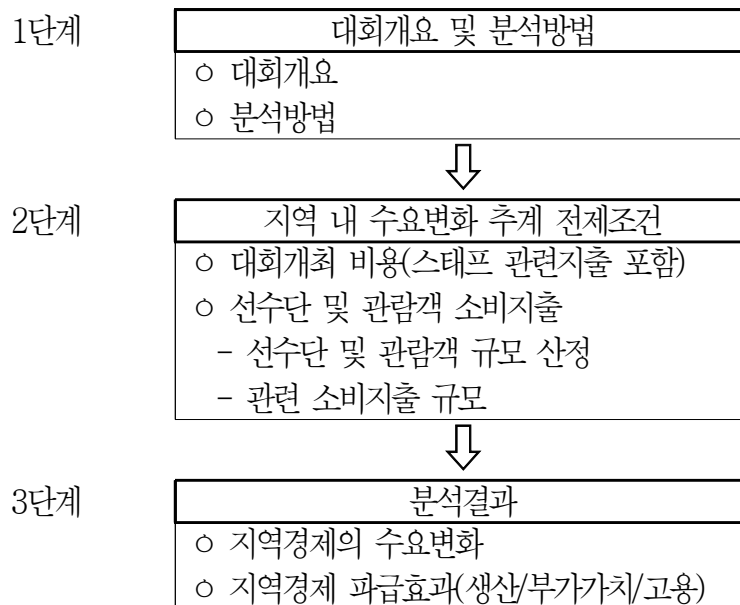 1단계
대회개요 및 분석방법
ㅇ 대회개요
ㅇ 분석방법
2단계
지역 내 수요변화 추계 전제조건
ㅇ 대회개최 비용(스태프 관련지출 포함)
ㅇ 선수단 및 관람객 소비지출
- 선수단 및 관람객 규모 산정
- 관련 소비지출 규모
3단계
분석결과
ㅇ 지역경제의 수요변화
ㅇ 지역경제 파급효과(생산/부가가치/고용)